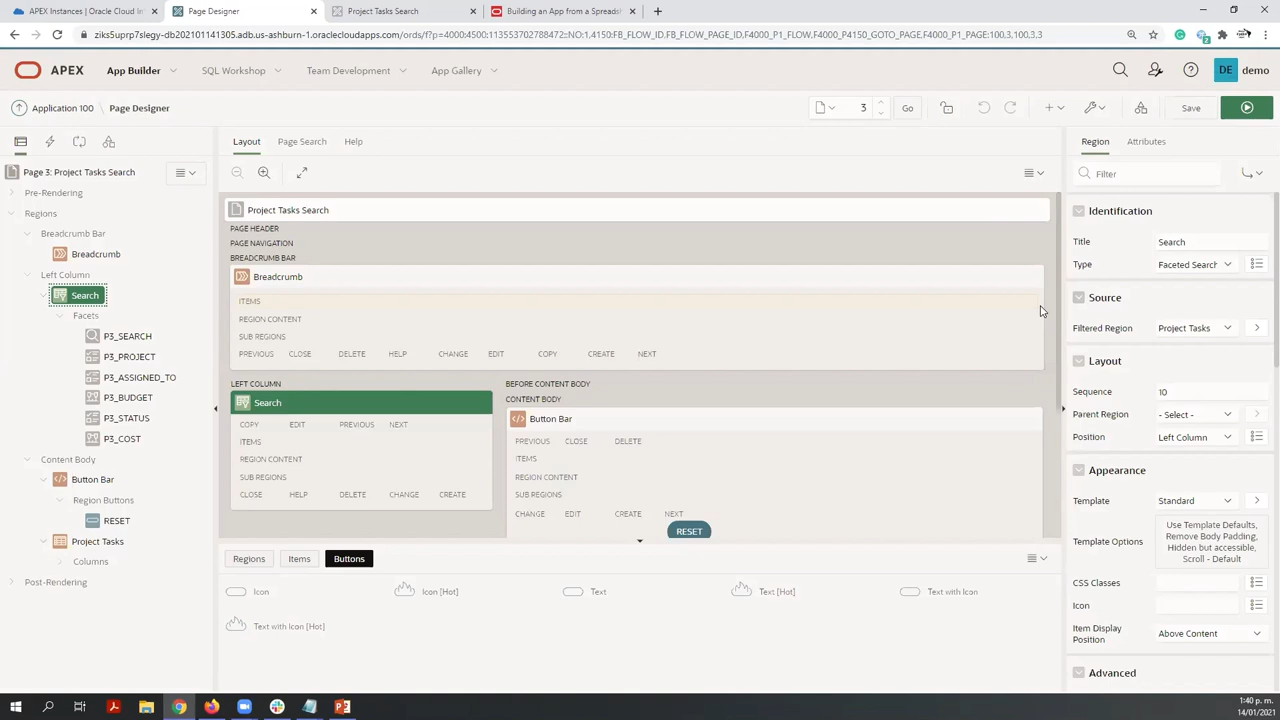 APEX Instances | Oracle Cloud In
Page Designer
Project Tasks Search
Building an App from a Spreadsh
ziks5uprp7slegy-db202101141305.adb.us-ashburn-1.oraclecloudapps.com/ords/f?p=4000:4500:113553702788472::NO:1,4150:FB_FLOW_ID,FB_FLOW_PAGE_ID,F4000_P1_FLOW,F4000_P4150_GOTO_PAGE,F4000_P1_PAGE:100,3,100,3,3
APEX
App Builder
SQL Workshop
Team Development
App Gallery
DE
demo
Application 100
Page Designer
3
Go
Save
Layout
Page Search
Help
Region
Attributes
Page 3: Project Tasks Search
Filter
Pre-Rendering
Regions
Breadcrumb Bar
Breadcrumb
Left Column
Search
Facets
P3_SEARCH
P3_PROJECT
P3_ASSIGNED_TO
P3_BUDGET
P3_STATUS
P3_COST
Content Body
Button Bar
Region Buttons
RESET
Project Tasks
Columns
Post-Rendering
Project Tasks Search
PAGE HEADER
PAGE NAVIGATION
BREADCRUMB BAR
Breadcrumb
ITEMS
REGION CONTENT
SUB REGIONS
PREVIOUS CLOSE DELETE HELP CHANGE EDIT COPY CREATE NEXT
LEFT COLUMN
Search
COPY EDIT PREVIOUS NEXT
ITEMS
REGION CONTENT
SUB REGIONS
CLOSE HELP DELETE CHANGE CREATE
BEFORE CONTENT BODY
CONTENT BODY
Button Bar
PREVIOUS CLOSE DELETE
ITEMS
REGION CONTENT
SUB REGIONS
CHANGE EDIT CREATE NEXT
RESET
Regions
Items
Buttons
Icon
Icon [Hot]
Text
Text [Hot]
Text with Icon
Text with Icon [Hot]
Identification
Title Search
Type Faceted Search
Source
Filtered Region Project Tasks
Layout
Sequence 10
Parent Region - Select -
Position Left Column
Appearance
Template Standard
Template Options
Use Template Defaults,
Remove Body Padding,
Hidden but accessible,
Scroll - Default
CSS Classes
Icon
Item Display
Position
Above Content
Advanced
1:40 p. m.
14/01/2021